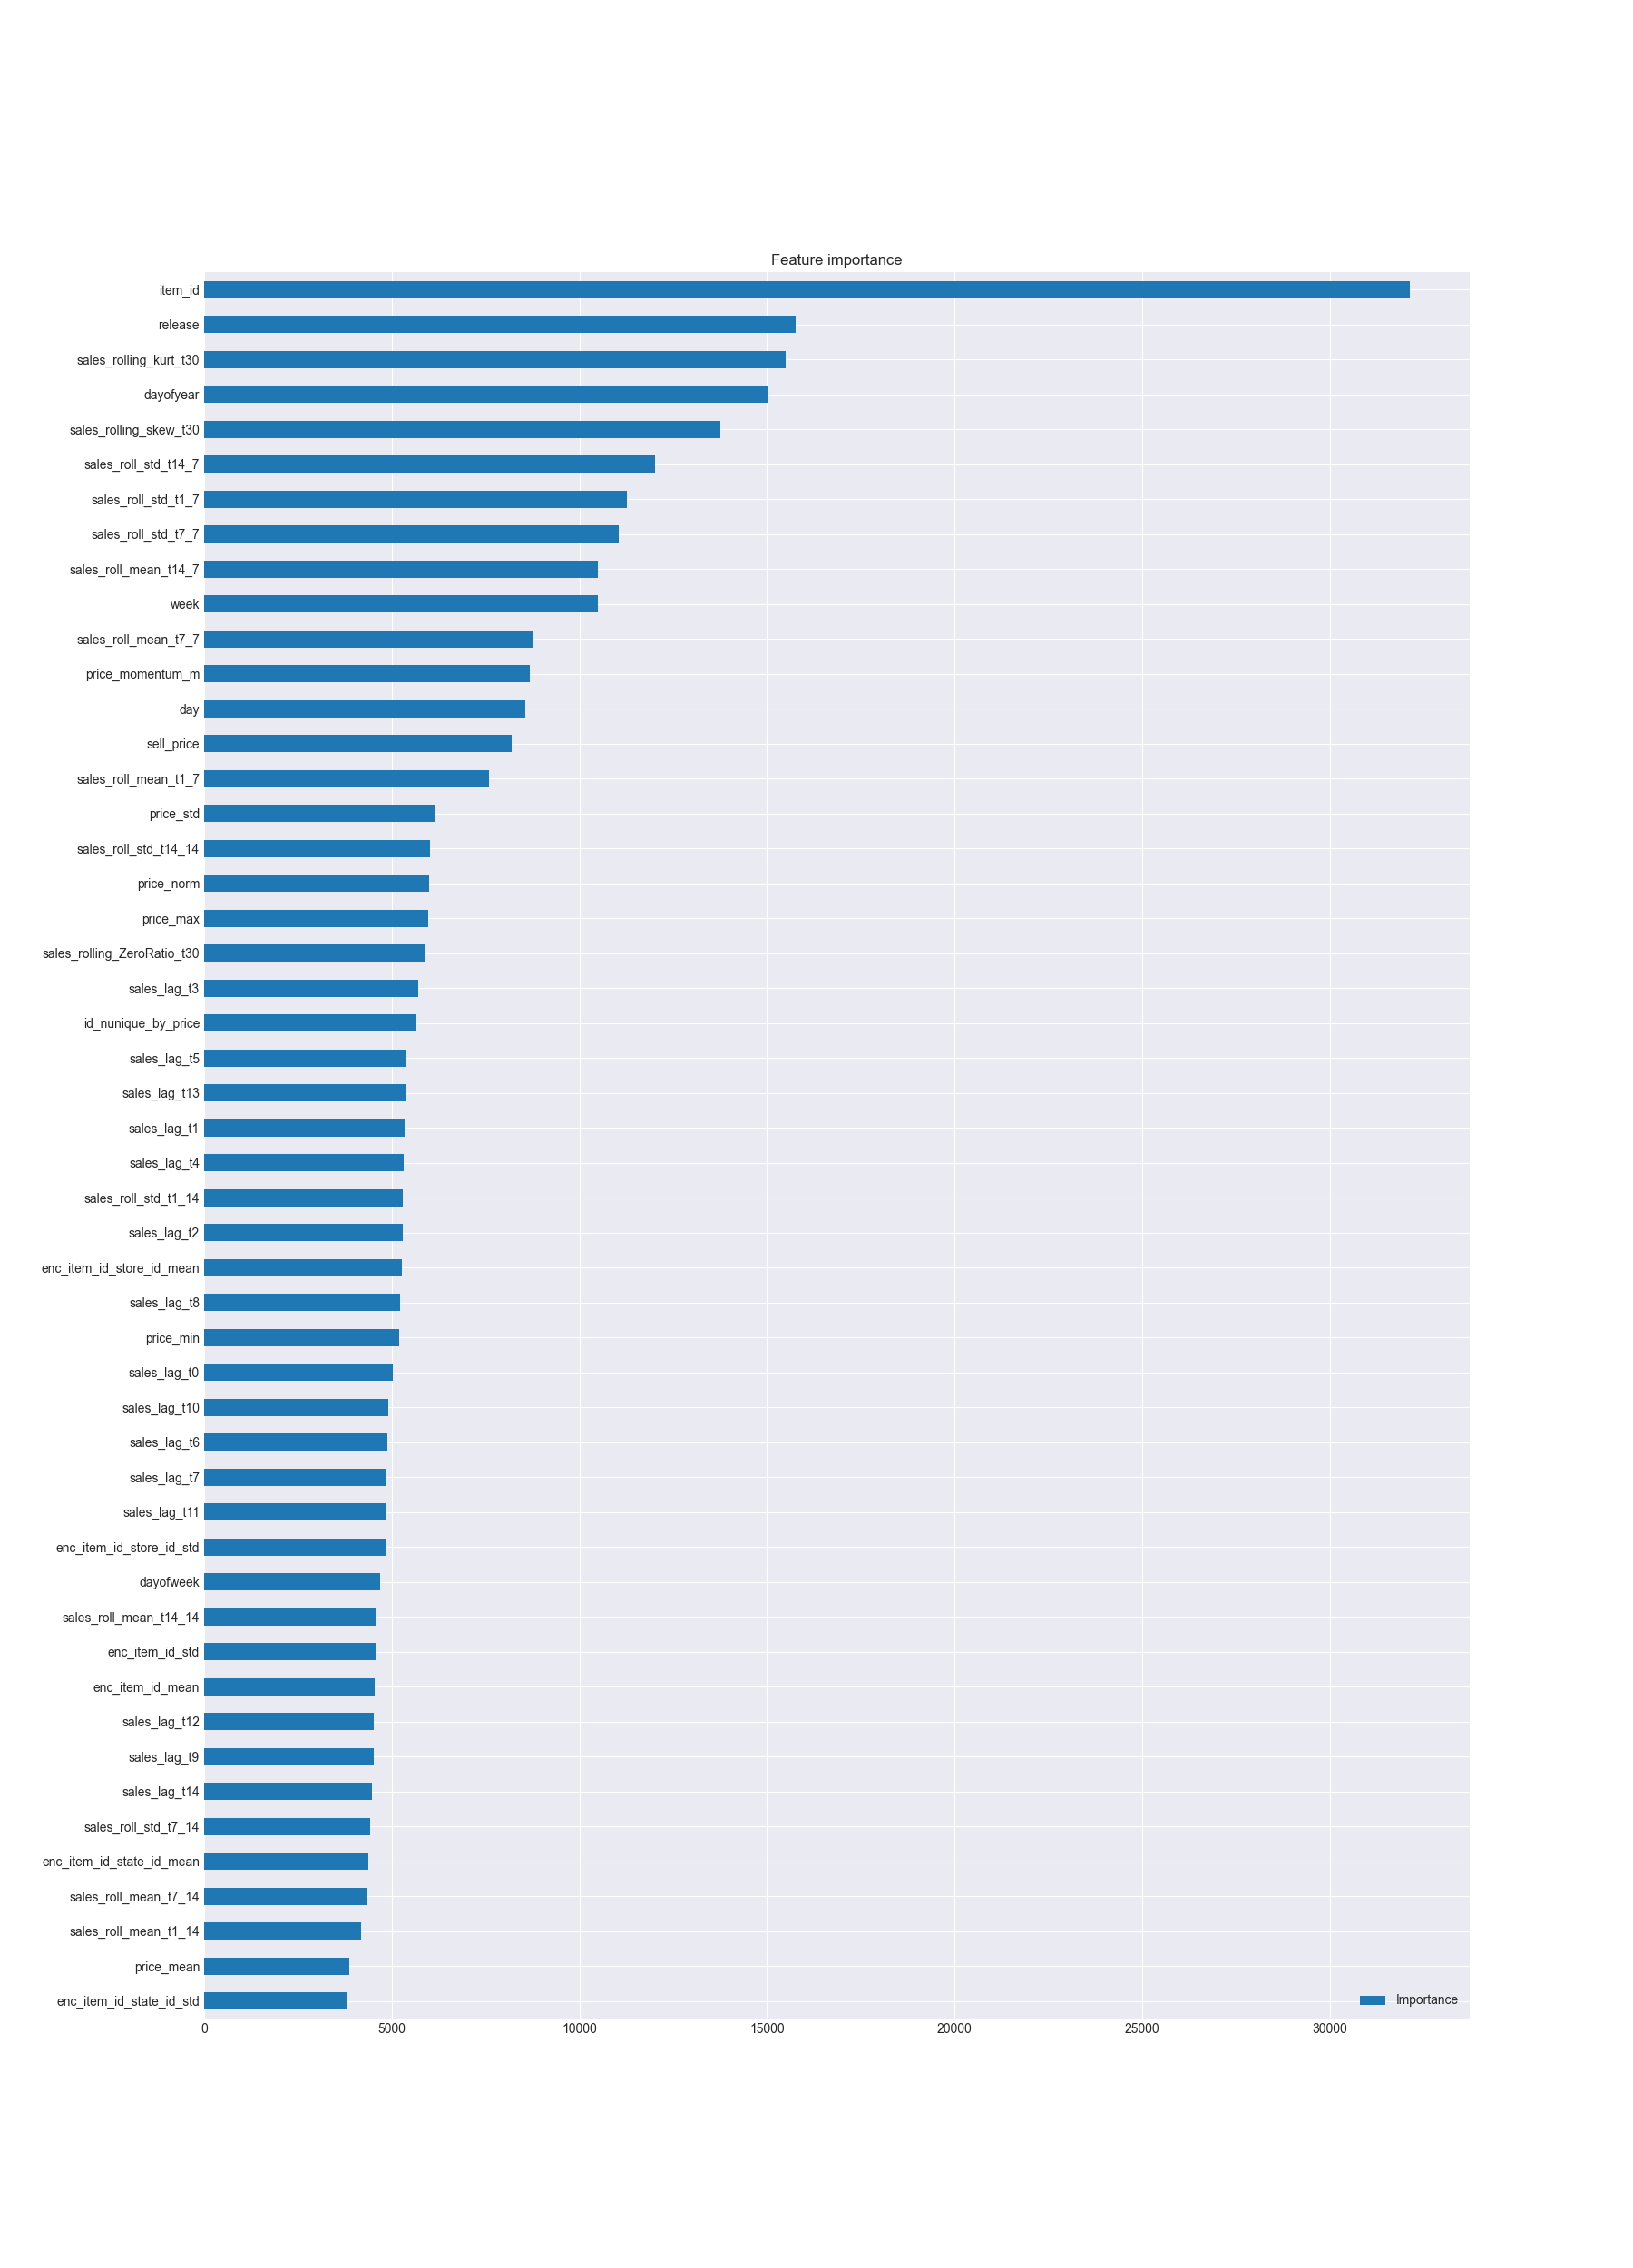 Feature importance
item_id
release
sales_rolling_kurt_t30
dayofyear
sales_rolling_skew_t30
sales_roll_std_t14_7
sales_roll_std_t1_7
sales_roll_std_t7_7
sales_roll_mean_t14_7
week
sales_roll_mean_t7_7
price_momentum_m
day
sell_price
sales_roll_mean_t1_7
price_std
sales_roll_std_t14_14
price_norm
price_max
sales_rolling_ZeroRatio_t30
sales_lag_t3
id_nunique_by_price
sales_lag_t5
sales_lag_t13
sales_lag_t1
sales_lag_t4
sales_roll_std_t1_14
sales_lag_t2
enc_item_id_store_id_mean
sales_lag_t8
price_min
sales_lag_t0
sales_lag_t10
sales_lag_t6
sales_lag_t7
sales_lag_t11
enc_item_id_store_id_std
dayofweek
sales_roll_mean_t14_14
enc_item_id_std
enc_item_id_mean
sales_lag_t12
sales_lag_t9
sales_lag_t14
sales_roll_std_t7_14
enc_item_id_state_id_mean
sales_roll_mean_t7_14
sales_roll_mean_t1_14
price_mean
enc_item_id_state_id_std
Importance
0 5000 10000 15000 20000 25000 30000